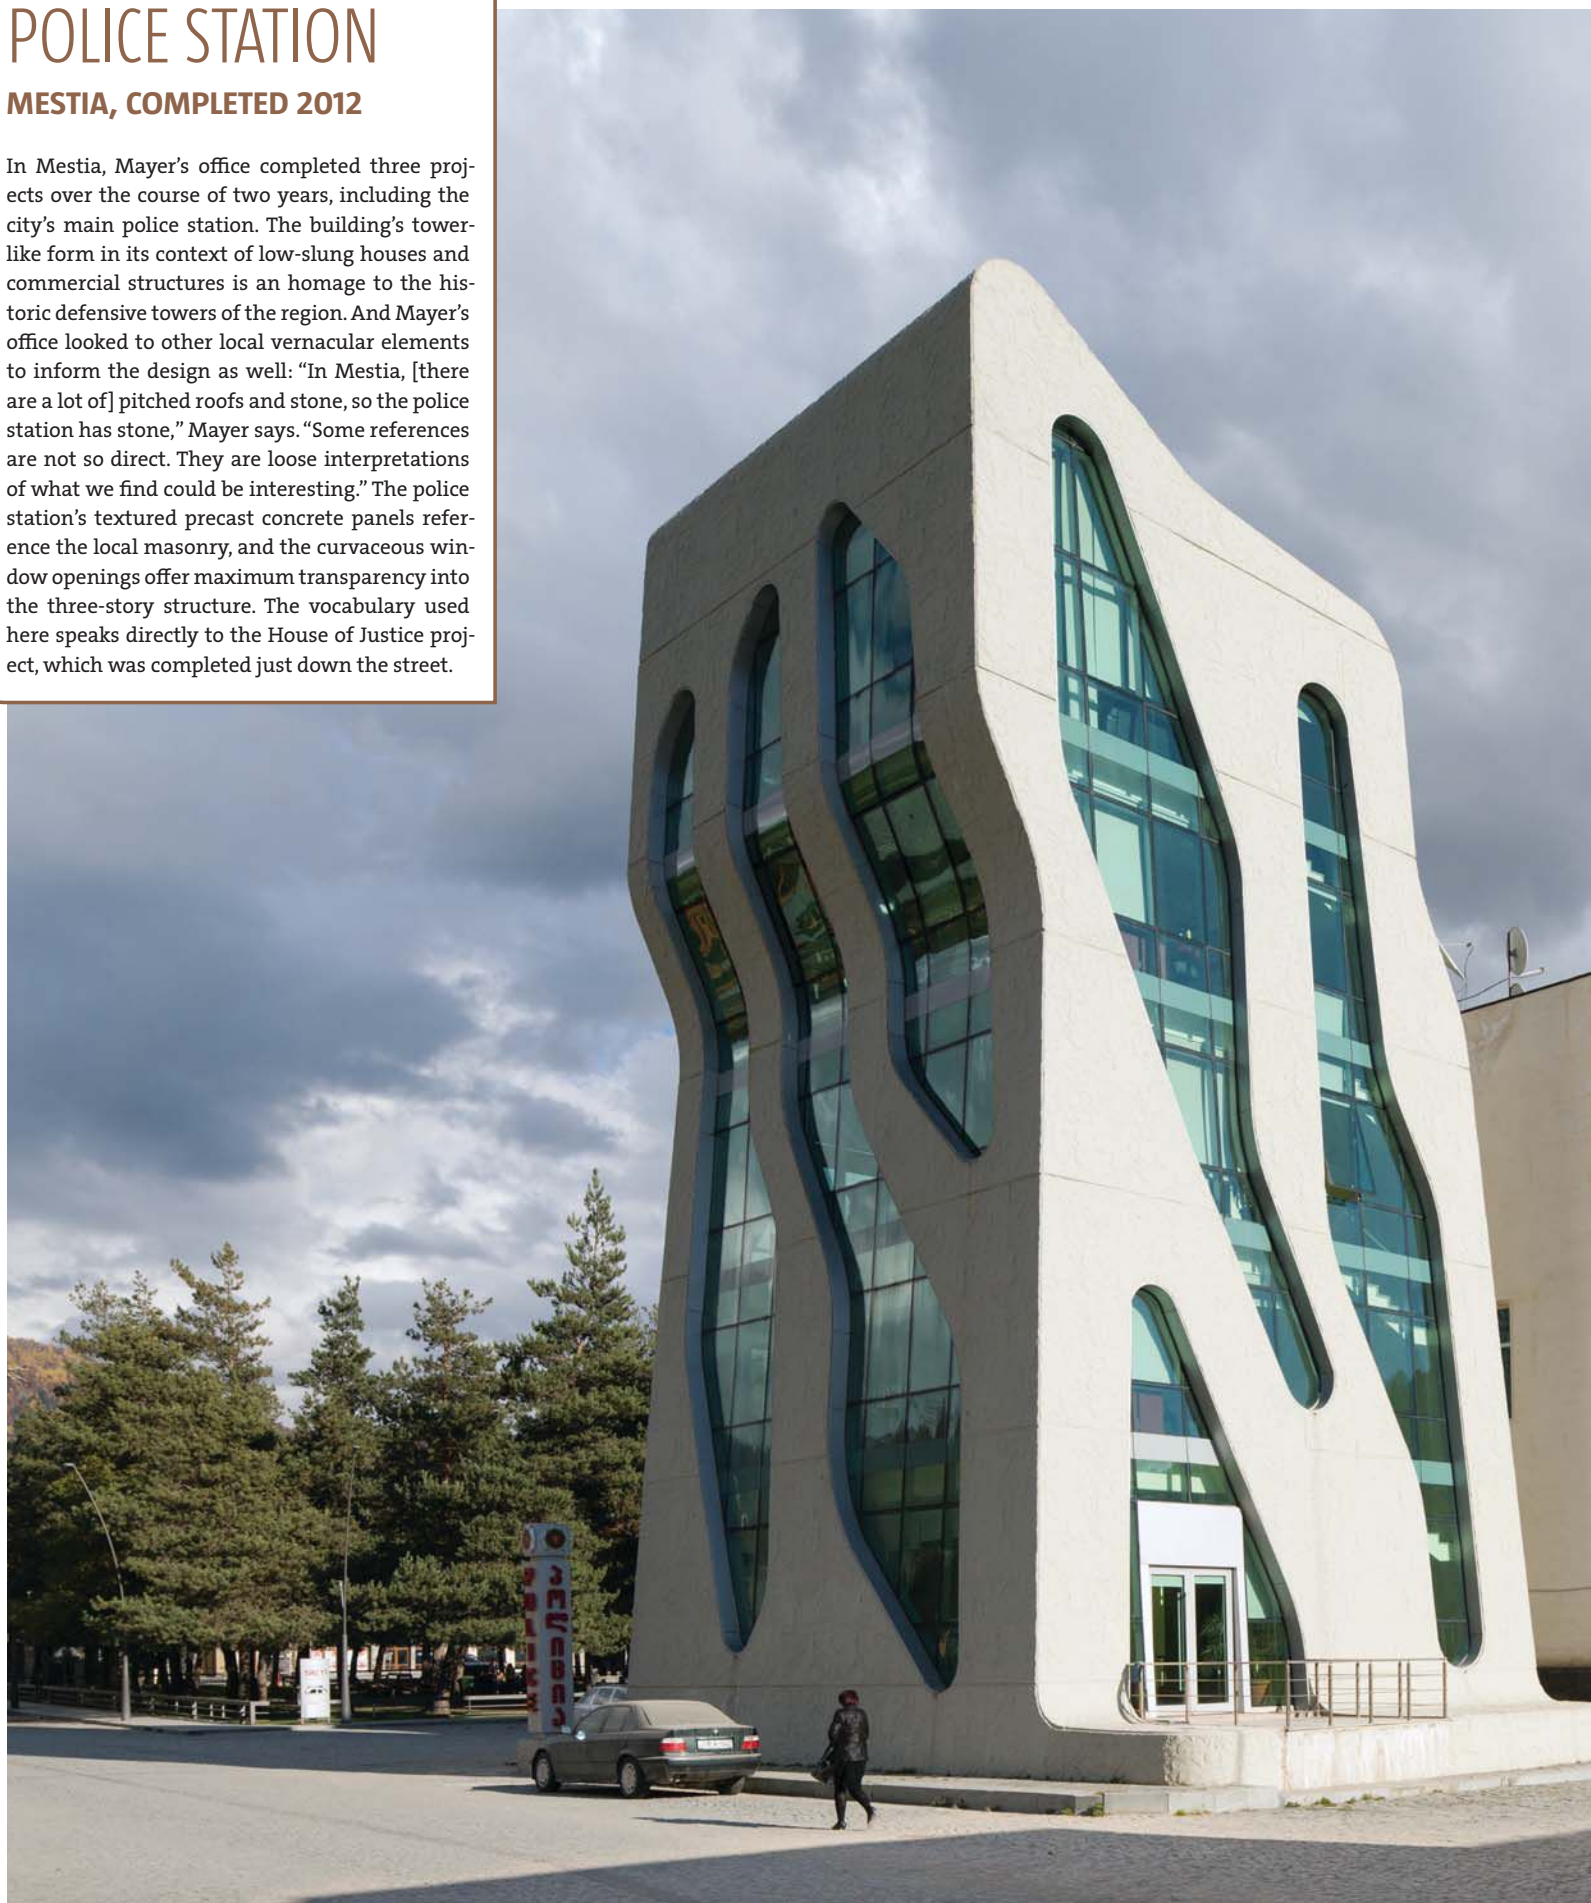 POLICE STATION
MESTIA, COMPLETED 2012
In Mestia, Mayer’s office completed three proj-
ects over the course of two years, including the
city’s main police station. The building’s tower-
like form in its context of low-slung houses and
commercial structures is an homage to the his-
toric defensive towers of the region. And Mayer’s
office looked to other local vernacular elements
to inform the design as well: “In Mestia, [there
are a lot of] pitched roofs and stone, so the police
station has stone,” Mayer says. “Some references
are not so direct. They are loose interpretations
of what we find could be interesting.” The police
station’s textured precast concrete panels refer-
ence the local masonry, and the curvaceous win-
dow openings offer maximum transparency into
the three-story structure. The vocabulary used
here speaks directly to the House of Justice proj-
ect, which was completed just down the street.
POLICE
პოლიცია